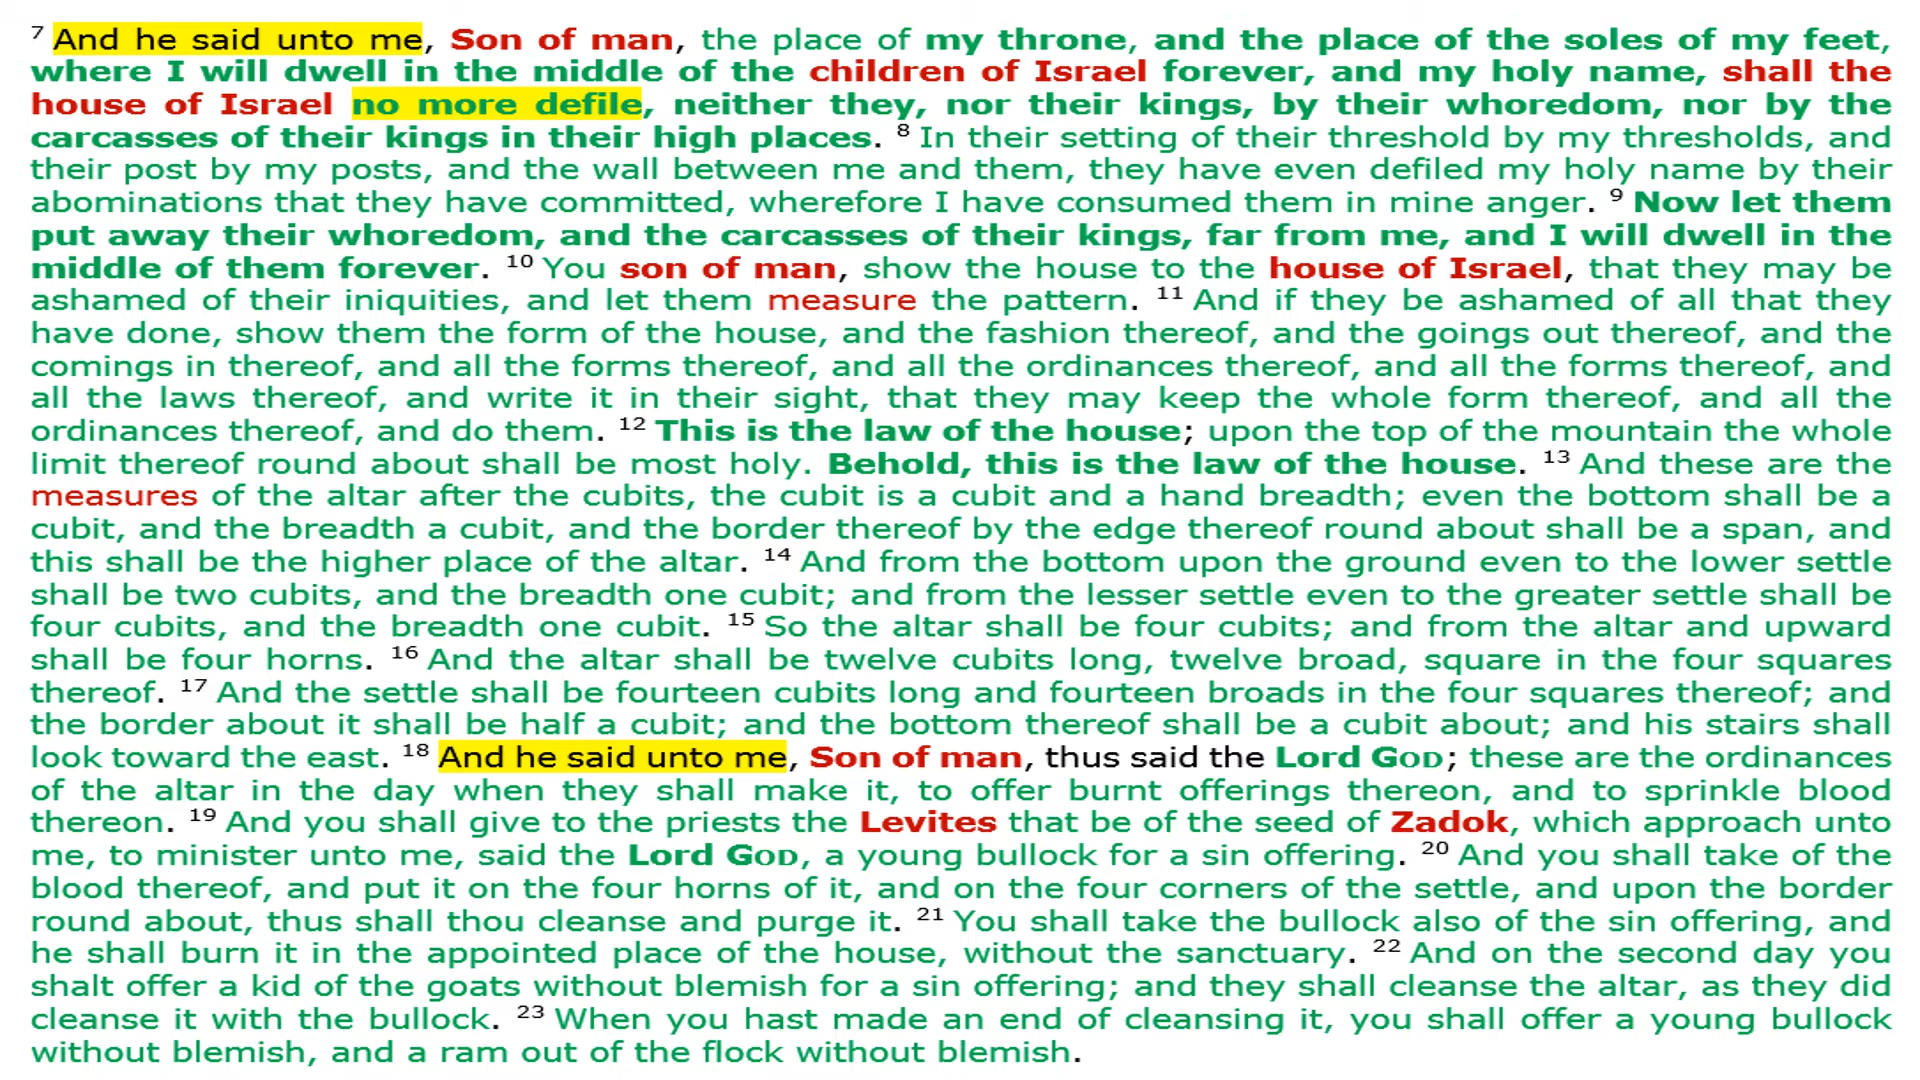 7 And he said unto me, Son of man, the place of my throne, and the place of the soles of my feet,
where I will dwell in the middle of the children of Israel forever, and my holy name, shall the
house of Israel no more defile, neither they, nor their kings, by their whoredom, nor by the
carcasses of their kings in their high places. 8 In their setting of their threshold by my thresholds, and
their post by my posts, and the wall between me and them, they have even defiled my holy name by their
abominations that they have committed, wherefore I have consumed them in mine anger. 9 Now let them
put away their whoredom, and the carcasses of their kings, far from me, and I will dwell in the
middle of them forever. 10 You son of man, show the house to the house of Israel, that they may be
ashamed of their iniquities, and let them measure the pattern. 11 And if they be ashamed of all that they
have done, show them the form of the house, and the fashion thereof, and the goings out thereof, and the
comings in thereof, and all the forms thereof, and all the ordinances thereof, and all the forms thereof, and
all the laws thereof, and write it in their sight, that they may keep the whole form thereof, and all the
ordinances thereof, and do them. 12 This is the law of the house; upon the top of the mountain the whole
limit thereof round about shall be most holy. Behold, this is the law of the house. 13 And these are the
measures of the altar after the cubits, the cubit is a cubit and a hand breadth; even the bottom shall be a
cubit, and the breadth a cubit, and the border thereof by the edge thereof round about shall be a span, and
this shall be the higher place of the altar. 14 And from the bottom upon the ground even to the lower settle
shall be two cubits, and the breadth one cubit; and from the lesser settle even to the greater settle shall be
four cubits, and the breadth one cubit. 15 So the altar shall be four cubits; and from the altar and upward
shall be four horns. 16 And the altar shall be twelve cubits long, twelve broad, square in the four squares
thereof. 17 And the settle shall be fourteen cubits long and fourteen broads in the four squares thereof; and
the border about it shall be half a cubit; and the bottom thereof shall be a cubit about; and his stairs shall
look toward the east. 18 And he said unto me, Son of man, thus said the Lord GOD; these are the ordinances
of the altar in the day when they shall make it, to offer burnt offerings thereon, and to sprinkle blood
thereon. 19 And you shall give to the priests the Levites that be of the seed of Zadok, which approach unto
me, to minister unto me, said the Lord GOD, a young bullock for a sin offering. 20 And you shall take of the
blood thereof, and put it on the four horns of it, and on the four corners of the settle, and upon the border
round about, thus shall thou cleanse and purge it. 21 You shall take the bullock also of the sin offering, and
he shall burn it in the appointed place of the house, without the sanctuary. 22 And on the second day you
shalt offer a kid of the goats without blemish for a sin offering; and they shall cleanse the altar, as they did
cleanse it with the bullock. 23 When you hast made an end of cleansing it, you shall offer a young bullock
without blemish, and a ram out of the flock without blemish.